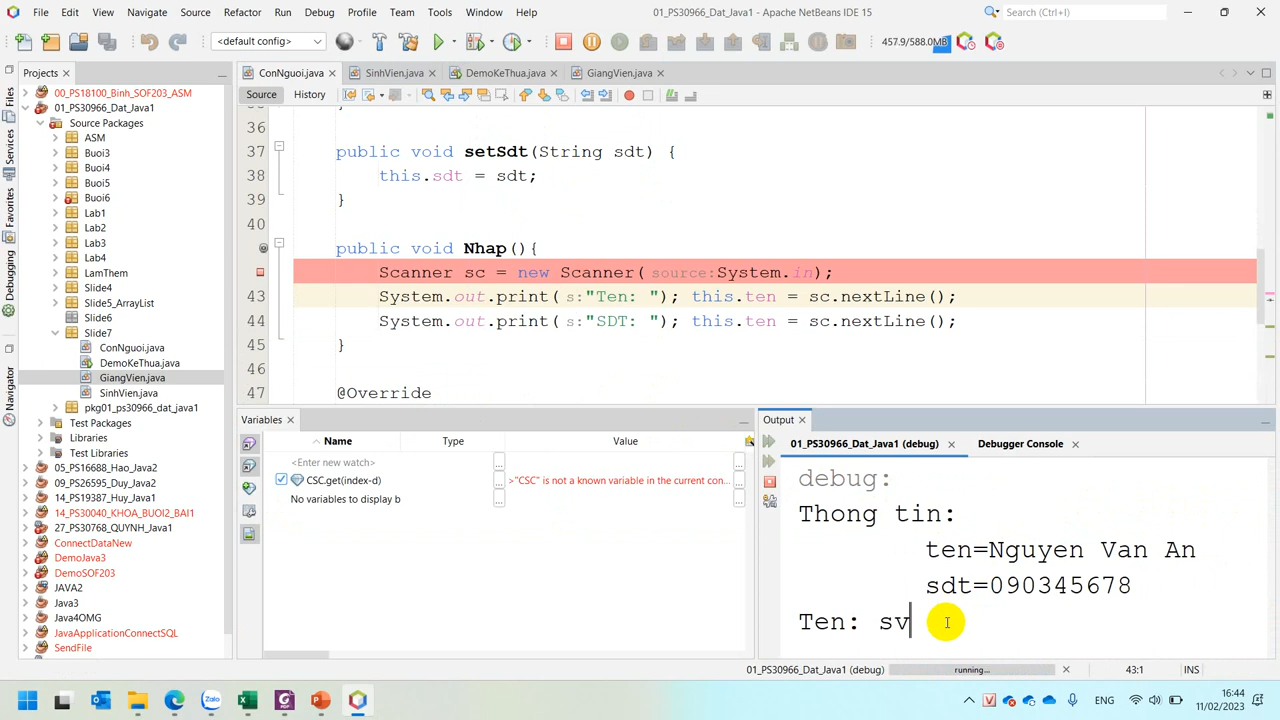 File Edit View Navigate Source Refactor Run Debug Profile Team Tools Window Help 01_PS30966_Dat_Java1 - Apache NetBeans IDE 15 Search (Ctrl+I)
<default config> 457.9/588.0MB
Projects
ConNguoi.java SinhVien.java DemoKeThua.java GiangVien.java
Source History
Files
Services
Favorites
Debugging
Navigator
00_PS18100_Binh_SOF203_ASM
01_PS30966_Dat_Java1
Source Packages
ASM
Buoi3
Buoi4
Buoi5
Buoi6
Lab1
Lab2
Lab3
Lab4
LamThem
Slide4
Slide5_ArrayList
Slide6
Slide7
ConNguoi.java
DemoKeThua.java
GiangVien.java
SinhVien.java
pkg01_ps30966_dat_java1
Test Packages
Libraries
Test Libraries
05_PS16688_Hao_Java2
09_PS26595_Duy_Java2
14_PS19387_Huy_Java1
14_PS30040_KHOA_BUOI2_BAI1
27_PS30768_QUYNH_Java1
ConnectDataNew
DemoJava3
DemoSOF203
JAVA2
Java3
Java4OMG
JavaApplicationConnectSQL
SendFile
36
37 public void setSdt(String sdt) {
38 this.sdt = sdt;
39 }
40
public void Nhap(){
Scanner sc = new Scanner(source:System.in);
43 System.out.print(s:"Ten: "); this.ten = sc.nextLine();
44 System.out.print(s:"SDT: "); this.ten = sc.nextLine();
45 }
46
47 @Override
Variables
Name Type Value
<Enter new watch> ...
CSC.get(index-d) ... >"CSC" is not a known variable in the current con... ...
No variables to display b ... ...
Output
01_PS30966_Dat_Java1 (debug) Debugger Console
debug:
Thong tin:
ten=Nguyen Van An
sdt=090345678
Ten: sv
01_PS30966_Dat_Java1 (debug) running... 43:1 INS
Zalo ENG 16:44
11/02/2023